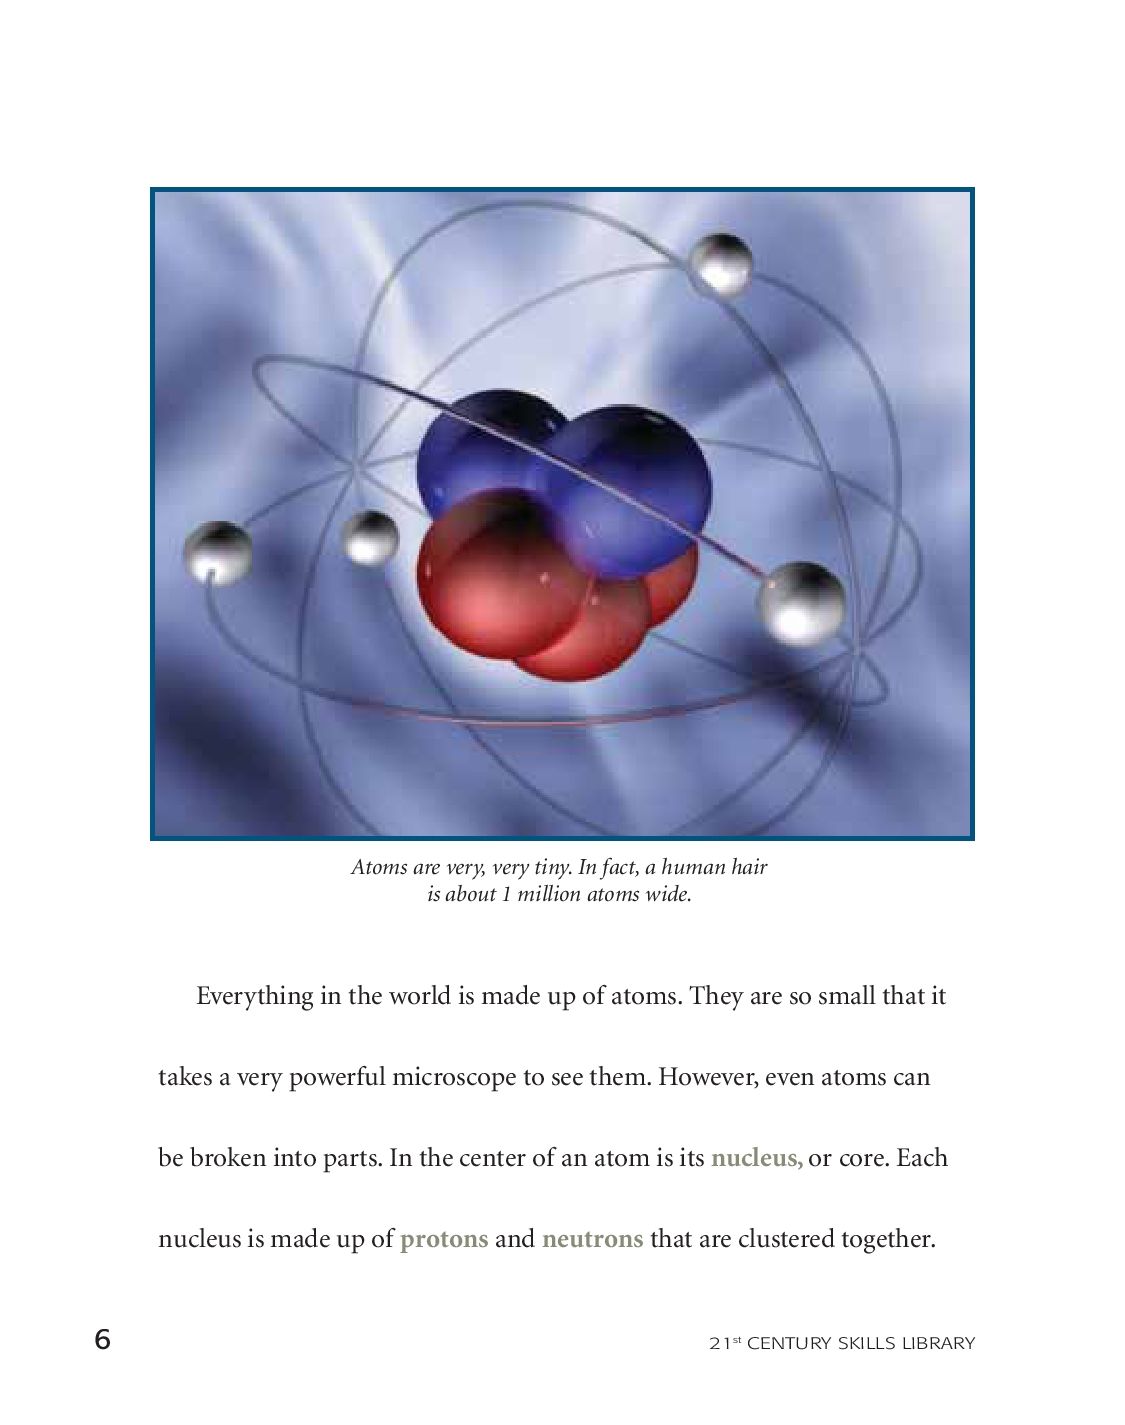 Atoms are very, very tiny. In fact, a human hair
is about 1 million atoms wide.
Everything in the world is made up of atoms. They are so small that it
takes a very powerful microscope to see them. However, even atoms can
be broken into parts. In the center of an atom is its nucleus, or core. Each
nucleus is made up of protons and neutrons that are clustered together.
6
21st CENTURY SKILLS LIBRARY